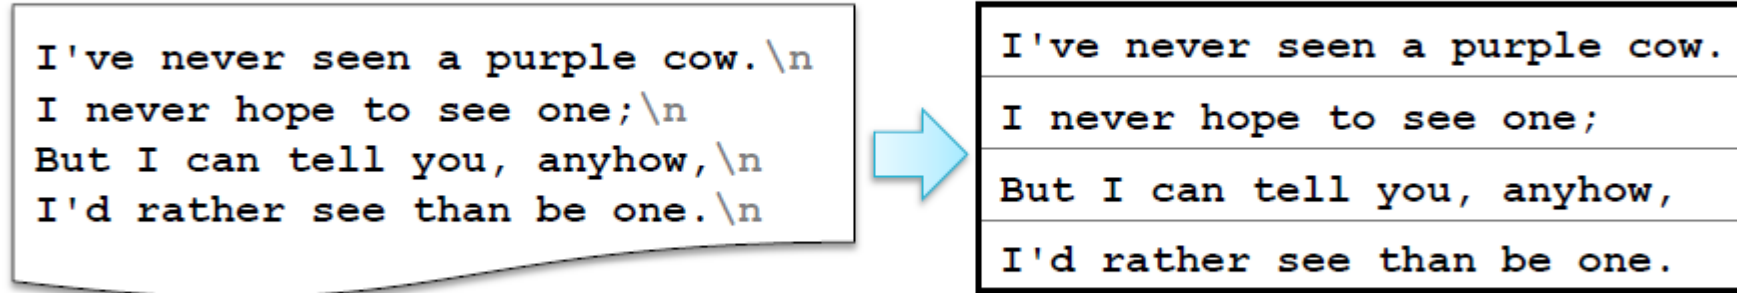 I've never seen a purple cow.\n
I never hope to see one;\n
But I can tell you, anyhow,\n
I'd rather see than be one.\n
I've never seen a purple cow.
I never hope to see one;
But I can tell you, anyhow,
I'd rather see than be one.